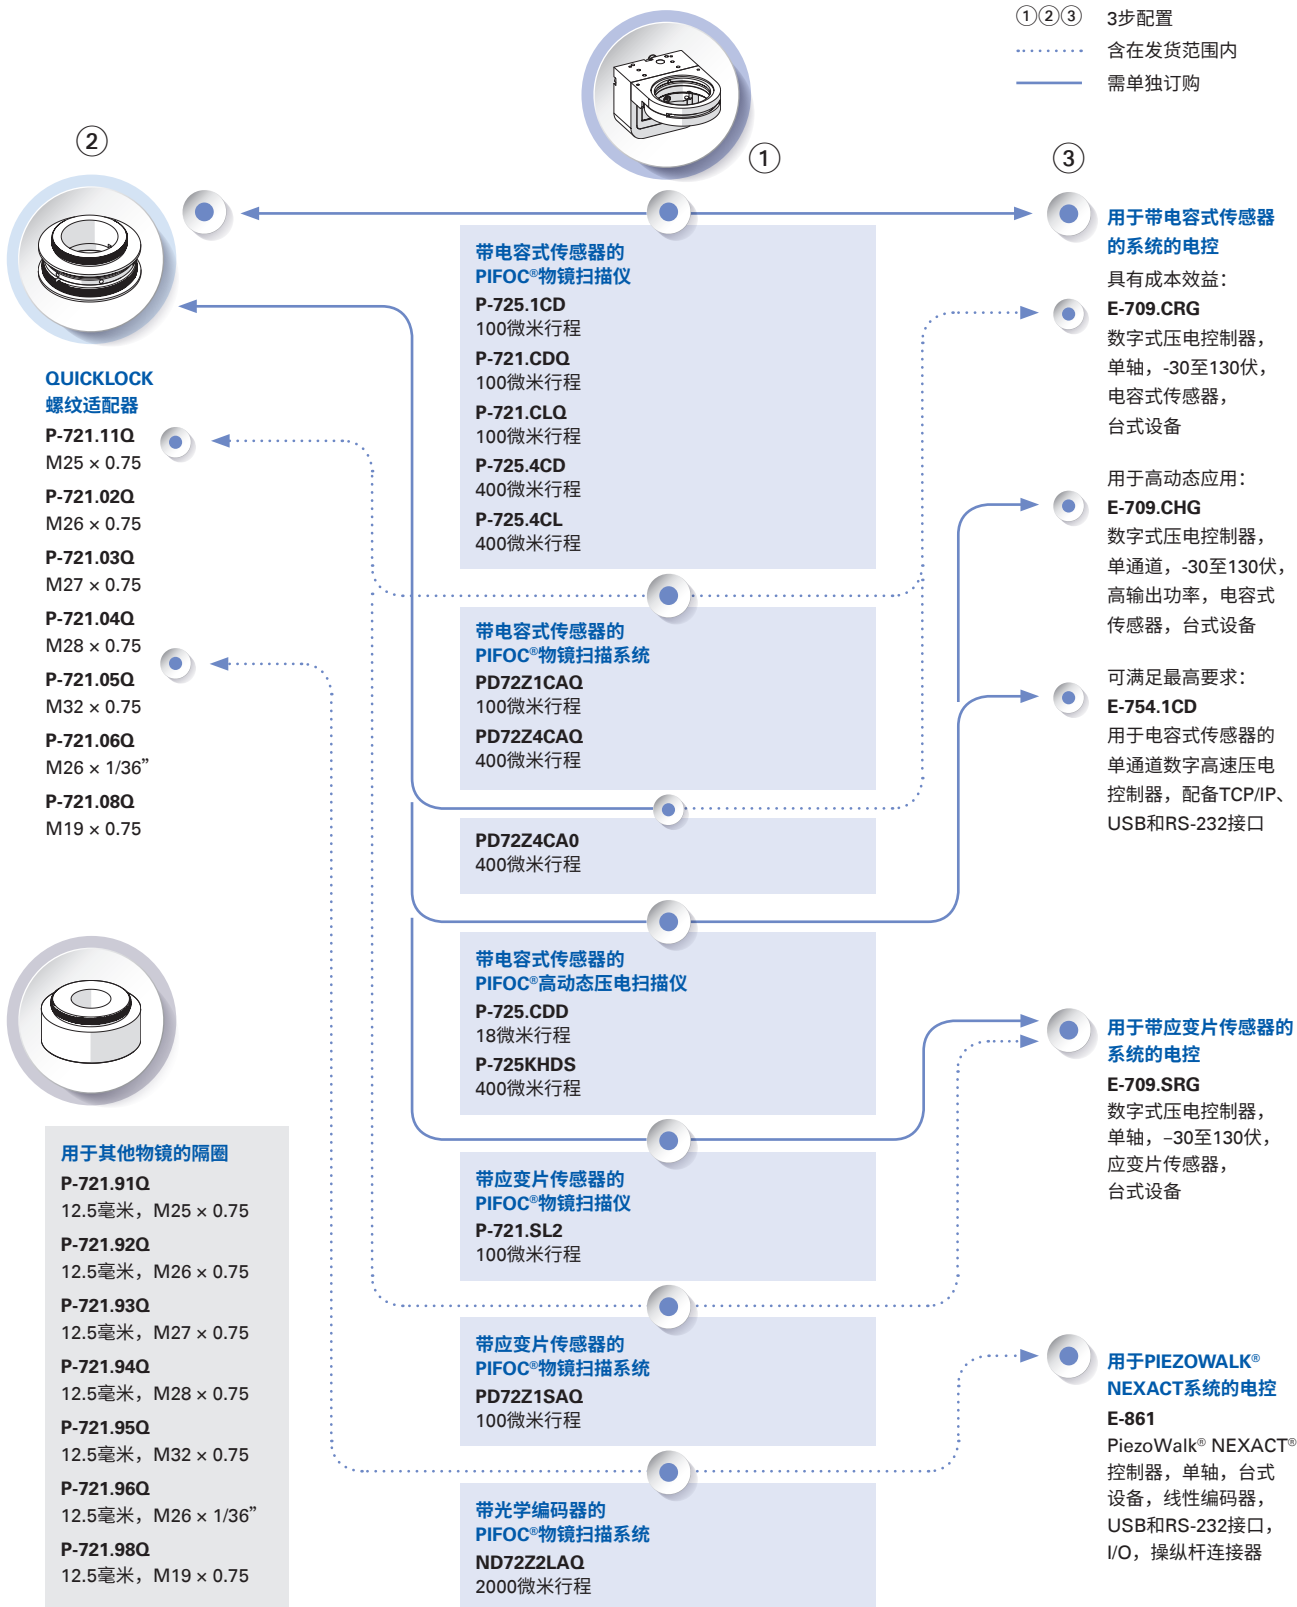 ①②③ 3步配置
含在发货范围内
需单独订购
②
①
③
QUICKLOCK
螺纹适配器
P-721.11Q
M25 × 0.75
P-721.02Q
M26 × 0.75
P-721.03Q
M27 × 0.75
P-721.04Q
M28 × 0.75
P-721.05Q
M32 × 0.75
P-721.06Q
M26 × 1/36”
P-721.08Q
M19 × 0.75
用于其他物镜的隔圈
P-721.91Q
12.5毫米，M25 × 0.75
P-721.92Q
12.5毫米，M26 × 0.75
P-721.93Q
12.5毫米，M27 × 0.75
P-721.94Q
12.5毫米，M28 × 0.75
P-721.95Q
12.5毫米，M32 × 0.75
P-721.96Q
12.5毫米，M26 × 1/36”
P-721.98Q
12.5毫米，M19 × 0.75
带电容式传感器的
PIFOC®物镜扫描仪
P-725.1CD
100微米行程
P-721.CDQ
100微米行程
P-721.CLQ
100微米行程
P-725.4CD
400微米行程
P-725.4CL
400微米行程
带电容式传感器的
PIFOC®物镜扫描系统
PD72Z1CAQ
100微米行程
PD72Z4CAQ
400微米行程
PD72Z4CA0
400微米行程
带电容式传感器的
PIFOC®高动态压电扫描仪
P-725.CDD
18微米行程
P-725KHDS
400微米行程
带应变片传感器的
PIFOC®物镜扫描仪
P-721.SL2
100微米行程
带应变片传感器的
PIFOC®物镜扫描系统
PD72Z1SAQ
100微米行程
带光学编码器的
PIFOC®物镜扫描系统
ND72Z2LAQ
2000微米行程
用于带电容式传感器
的系统的电控
具有成本效益：
E-709.CRG
数字式压电控制器，
单轴，-30至130伏，
电容式传感器，
台式设备
用于高动态应用：
E-709.CHG
数字式压电控制器，
单通道，-30至130伏，
高输出功率，电容式
传感器，台式设备
可满足最高要求：
E-754.1CD
用于电容式传感器的
单通道数字高速压电
控制器，配备TCP/IP、
USB和RS-232接口
用于带应变片传感器的
系统的电控
E-709.SRG
数字式压电控制器，
单轴，–30至130伏，
应变片传感器，
台式设备
用于PIEZOWALK®
NEXACT系统的电控
E-861
PiezoWalk® NEXACT®
控制器，单轴，台式
设备，线性编码器，
USB和RS-232接口，
I/O，操纵杆连接器